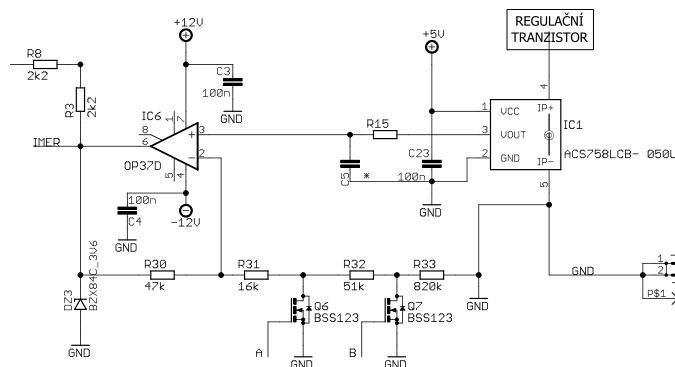 REGULAČNÍ
TRANZISTOR
+12V
+5V
R8
2k2
C3
100n
GND
R3
2k2
IC6
1
7
8
6
3
2
5
4
OP37D
IMER
R15
4
1
VCC
IP+
3
VOUT
IC1
2
GND
IP-
5
ACS758LCB- 050U
C5
*
C23
100n
GND
100n
C4
GND
-12V
DZ3
BZX84C_3V6
R30
47k
R31
16k
R32
51k
R33
820k
GND
GND
1
2
P$1
Q6
BSS123
Q7
BSS123
A
B
GND
GND
GND